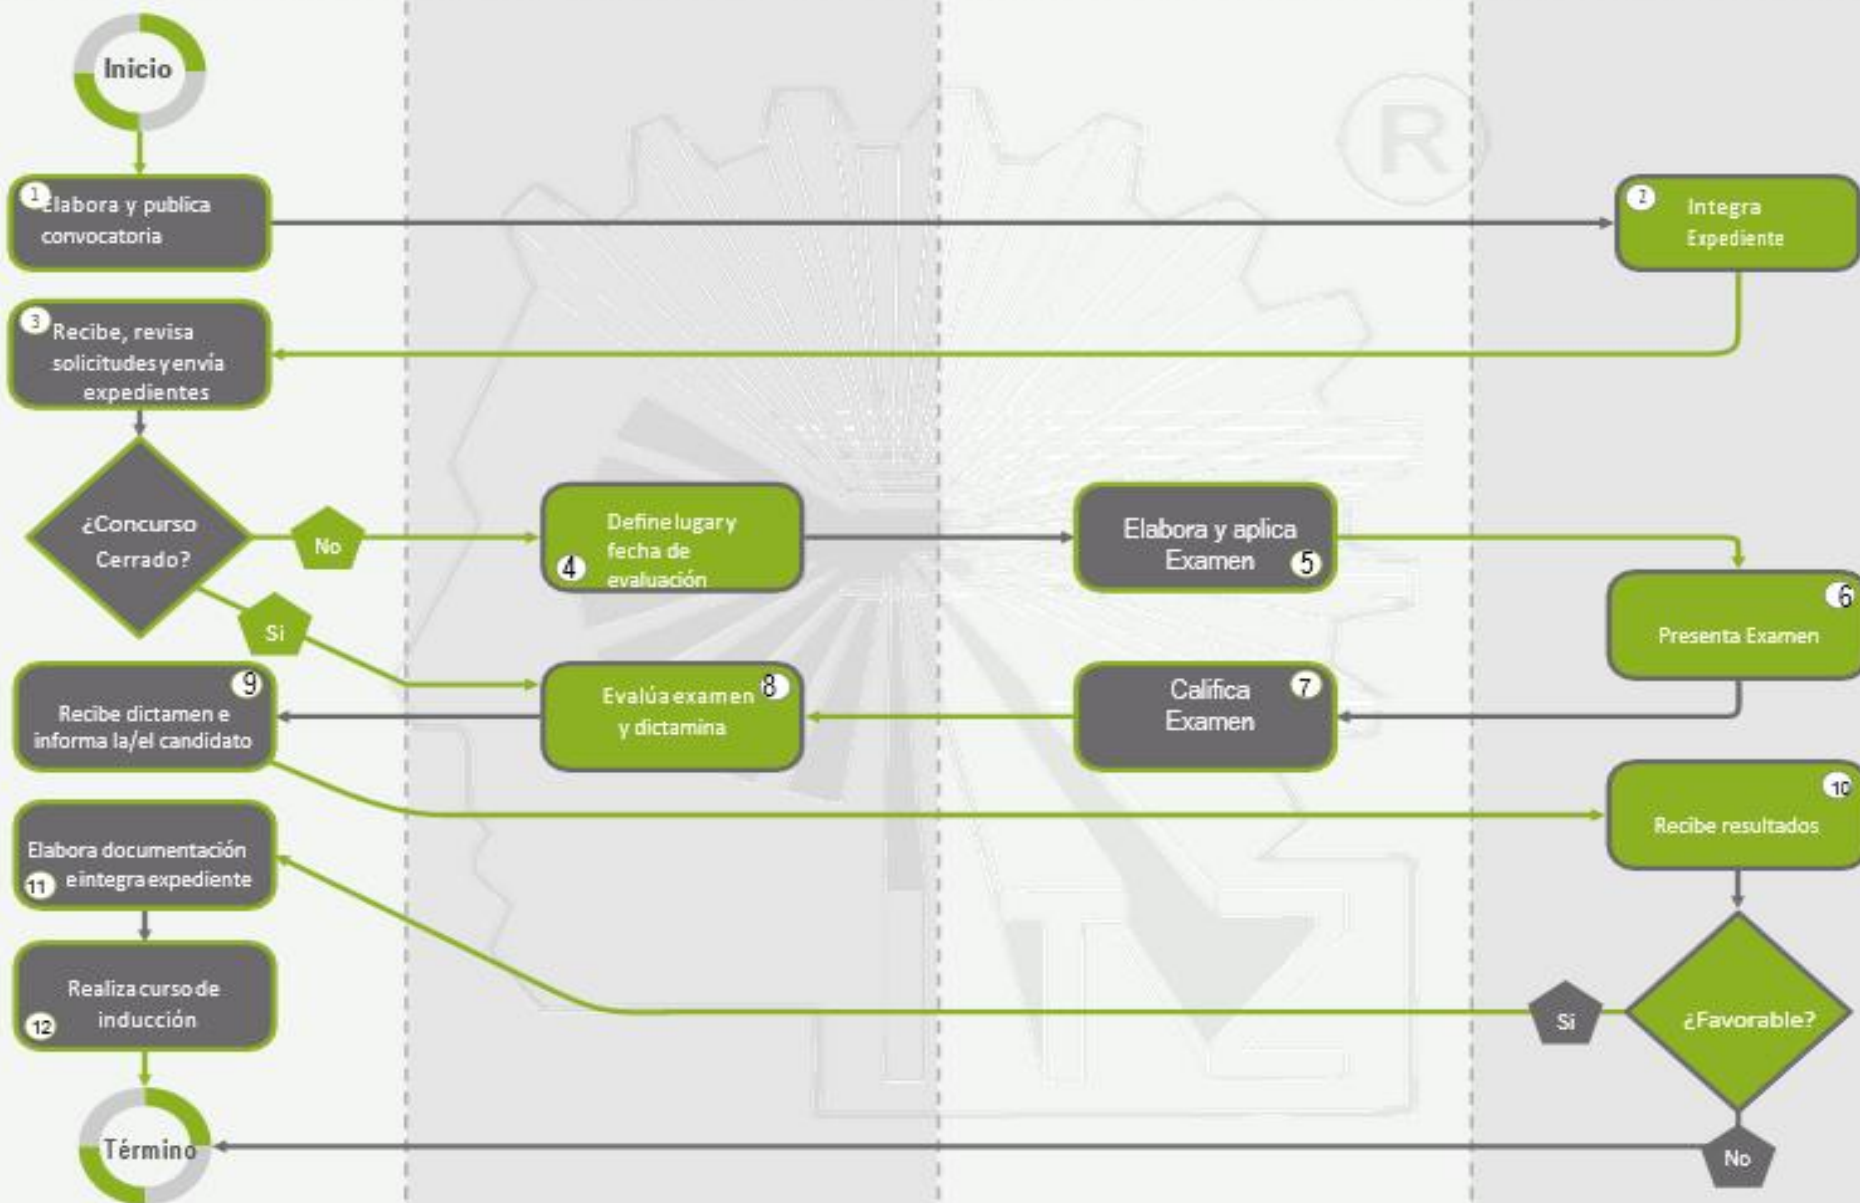 Inicio
®
1
Elabora y publica
convocatoria
2
Integra
Expediente
3
Recibe, revisa
solicitudes y envía
expedientes
¿Concurso
Cerrado?
No
Si
Define lugar y
fecha de
evaluación
4
Elabora y aplica
Examen
5
6
Presenta Examen
9
Recibe dictamen e
informa la/el candidato
Evalúa examen
8
y dictamina
Califica
7
Examen
10
Recibe resultados
Elabora documentación
e integra expediente
11
Realiza curso de
inducción
12
Si
¿Favorable?
Término
No